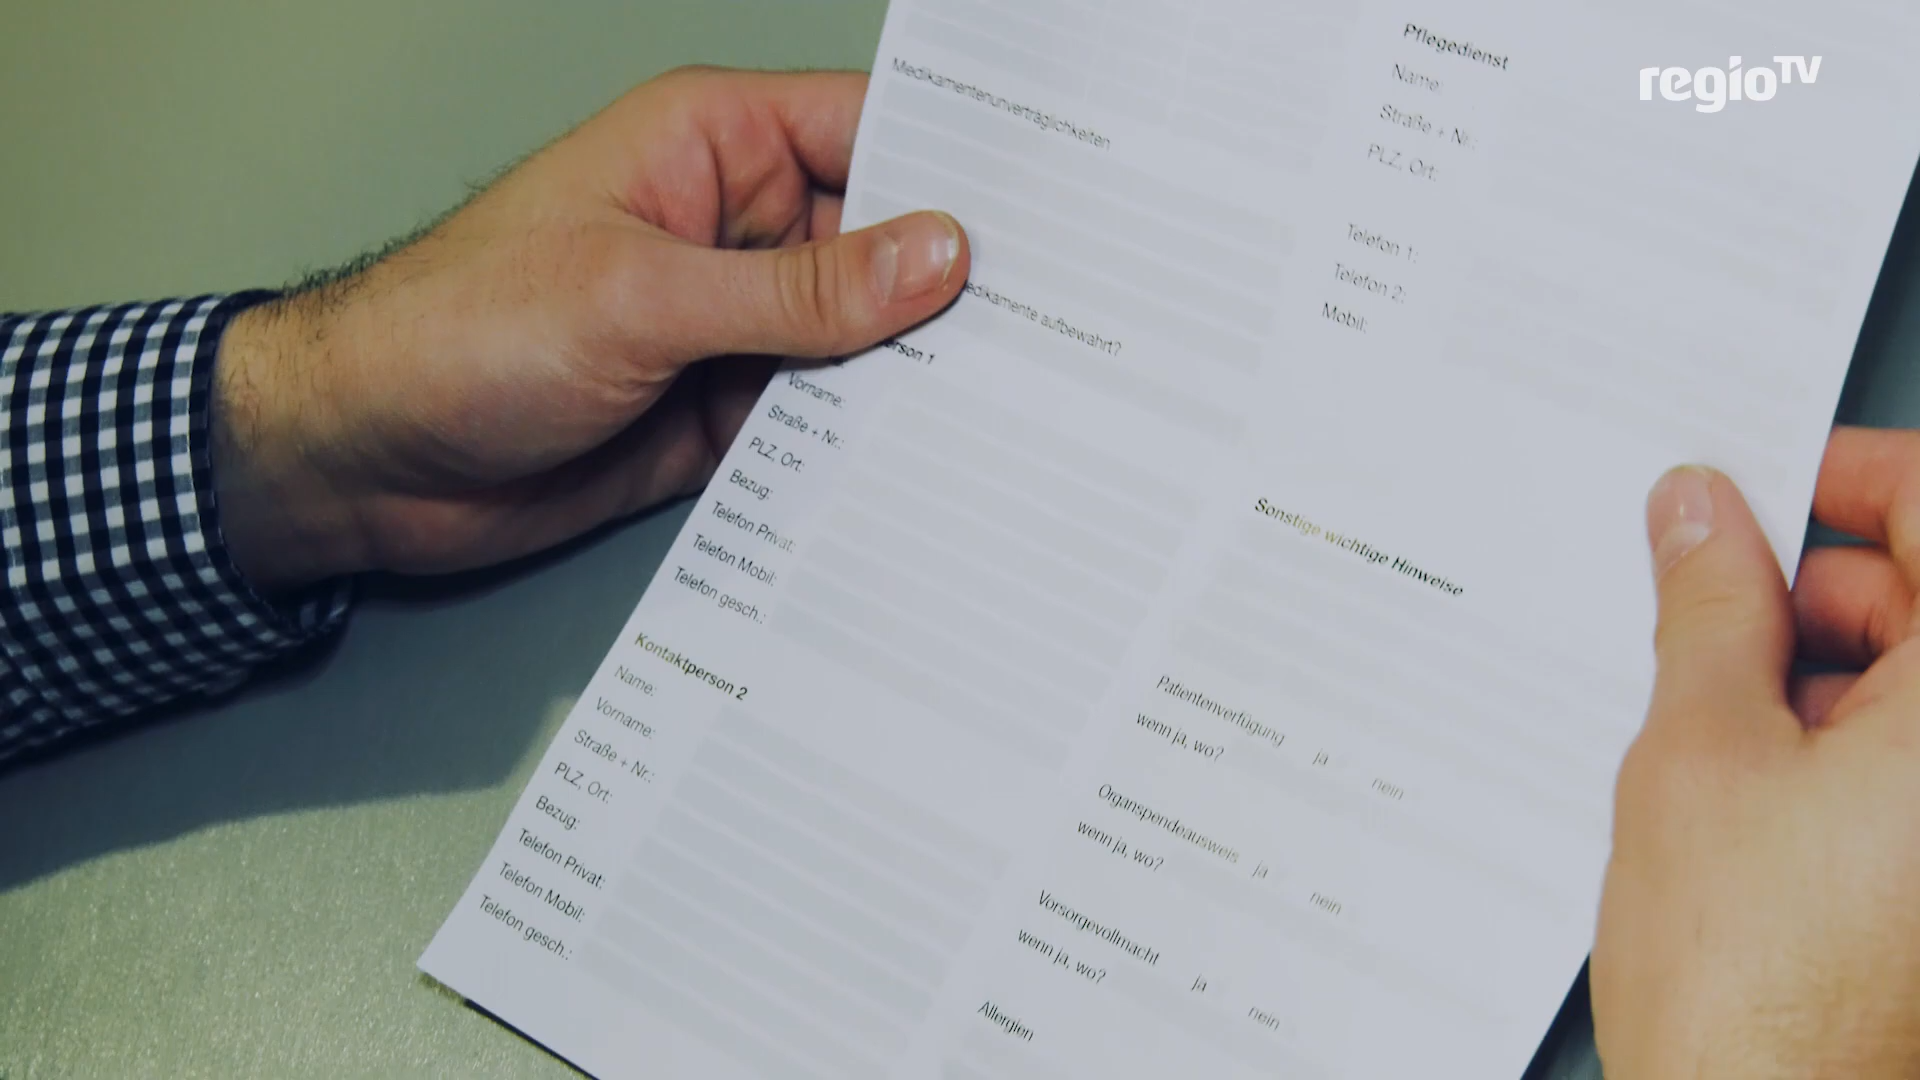 regioTV
Medikamentenunverträglichkeiten
edikamente aufbewahrt?
erson 1
Vorname:
Straße + Nr.:
PLZ, Ort:
Bezug:
Telefon Privat:
Telefon Mobil:
Telefon gesch.:
Kontaktperson 2
Name:
Vorname:
Straße + Nr.:
PLZ, Ort:
Bezug:
Telefon Privat:
Telefon Mobil:
Telefon gesch.:
Pflegedienst
Name:
Straße + Nr.:
PLZ, Ort:
Telefon 1:
Telefon 2:
Mobil:
Sonstige wichtige Hinweise
Patientenverfügung ja nein
wenn ja, wo?
Organspendeausweis ja nein
wenn ja, wo?
Vorsorgevollmacht ja nein
wenn ja, wo?
Allergien